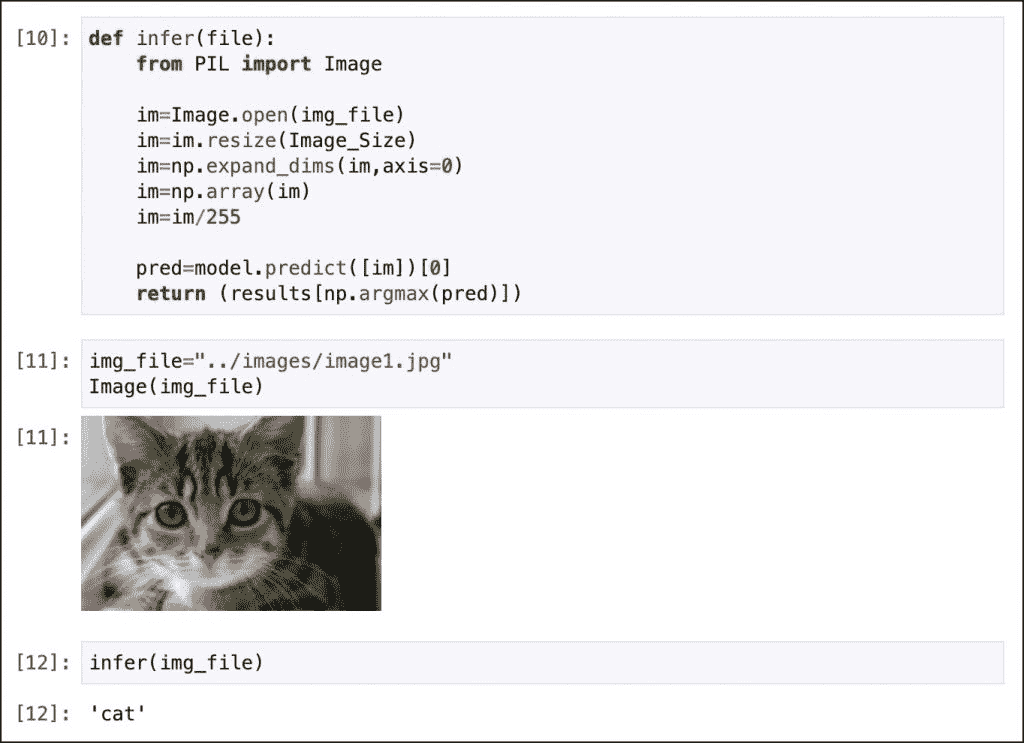 [10]: def infer(file):
from PIL import Image
im=Image.open(img_file)
im=im.resize(Image_Size)
im=np.expand_dims(im,axis=0)
im=np.array(im)
im=im/255
pred=model.predict([im])[0]
return (results[np.argmax(pred)])
[11]: img_file="../images/image1.jpg"
Image(img_file)
[11]:
[12]: infer(img_file)
[12]: 'cat'